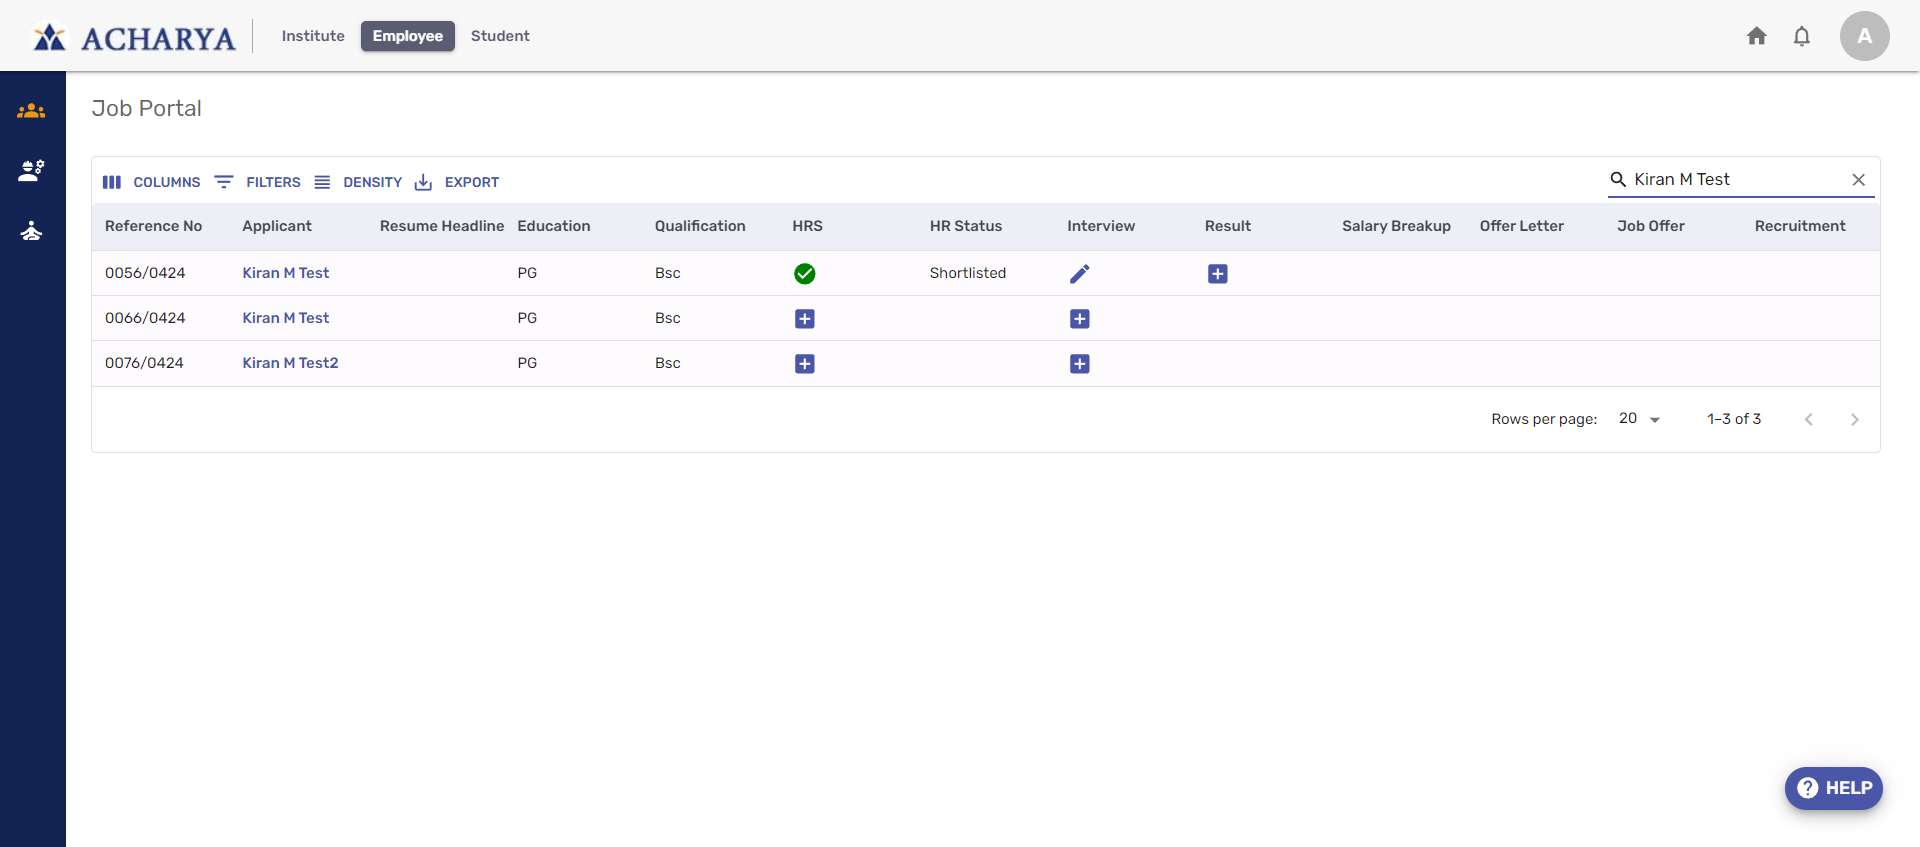 ACHARYA Institute Employee Student A
Job Portal
COLUMNS FILTERS DENSITY EXPORT Kiran M Test
Reference No Applicant Resume Headline Education Qualification HRS HR Status Interview Result Salary Breakup Offer Letter Job Offer Recruitment
0056/0424 Kiran M Test PG Bsc Shortlisted
0066/0424 Kiran M Test PG Bsc
0076/0424 Kiran M Test2 PG Bsc
Rows per page: 20 1–3 of 3
? HELP